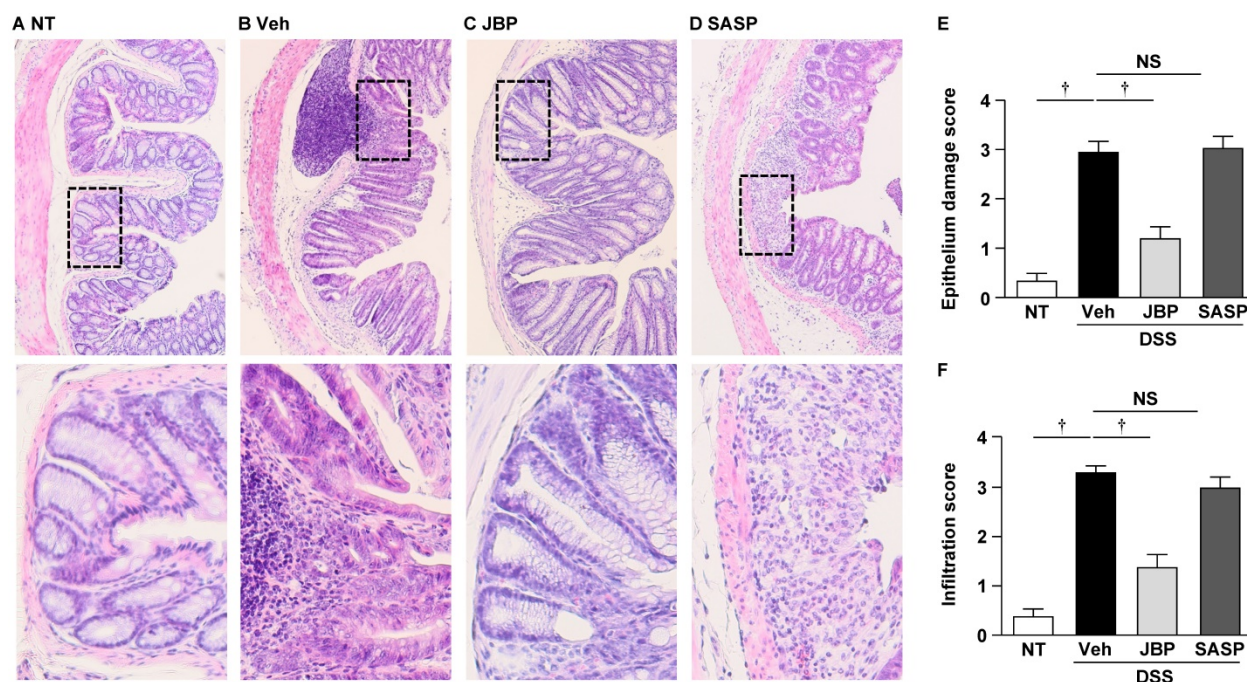 A NT
B Veh
C JBP
D SASP
E
NS
† †
Epithelium damage score
4
3
2
1
0
NT Veh JBP SASP
DSS
F
NS
† †
Infiltration score
4
3
2
1
0
NT Veh JBP SASP
DSS